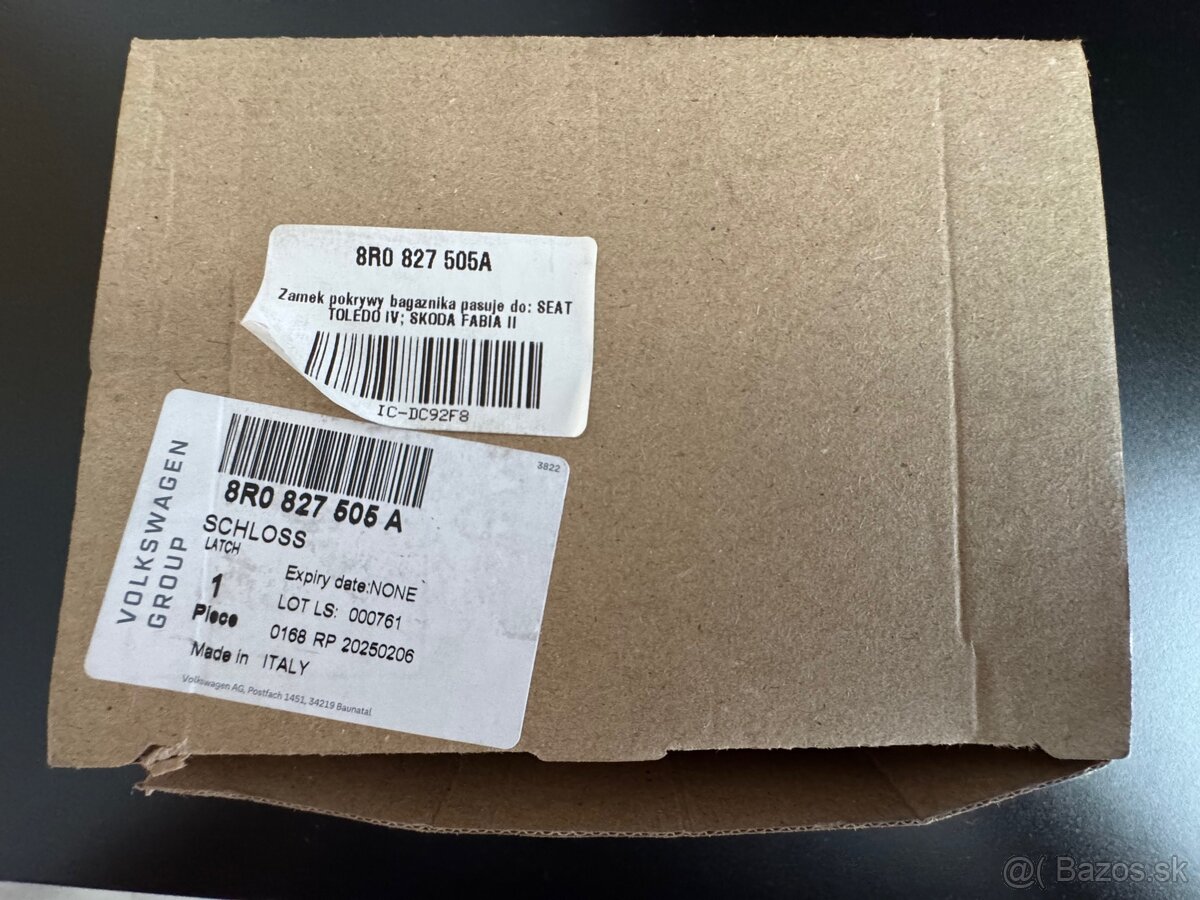 8R0 827 505A
Zamek pokrywy bagaznika pasuje do: SEAT
TOLEDO IV; SKODA FABIA II
IC-DC92F8
3822
8R0 827 505 A
SCHLOSS
LATCH
VOLKSWAGEN
GROUP
1
Piece
Expiry date:NONE
LOT LS: 000761
0168 RP 20250206
Made in ITALY
Volkswagen AG, Postfach 1451, 34219 Baunatal
@( Bazos.sk